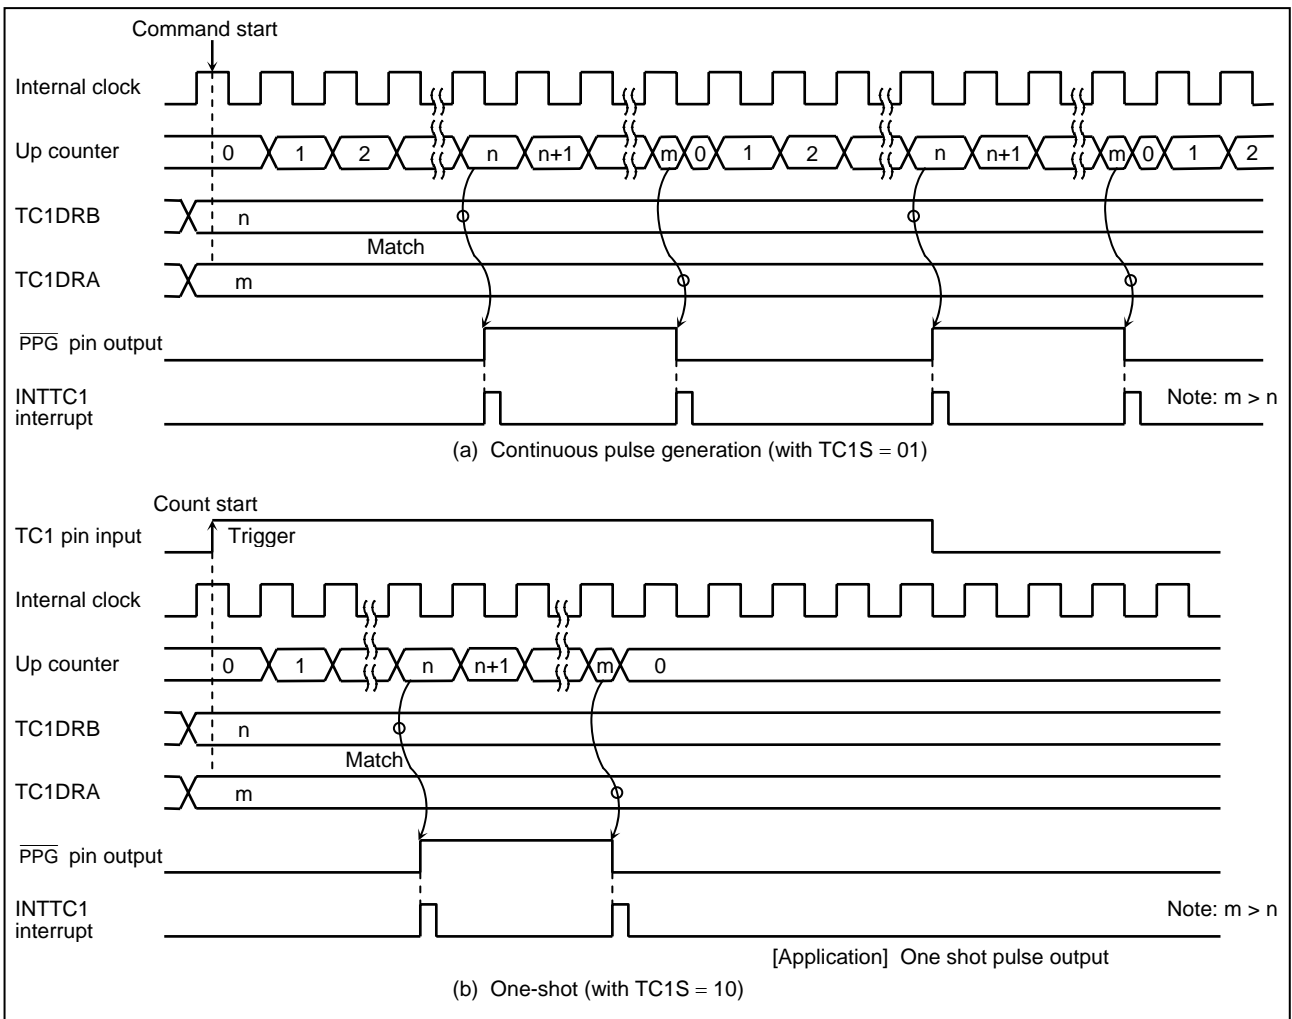 Command start
Internal clock
Up counter 0 1 2 n n+1 m 0 1 2 n n+1 m 0 1 2
TC1DRB n
Match
TC1DRA m
PPG pin output
INTTC1 interrupt
Note: m > n
(a) Continuous pulse generation (with TC1S = 01)
Count start
TC1 pin input Trigger
Internal clock
Up counter 0 1 n n+1 m 0
TC1DRB n
Match
TC1DRA m
PPG pin output
INTTC1 interrupt
Note: m > n
[Application] One shot pulse output
(b) One-shot (with TC1S = 10)